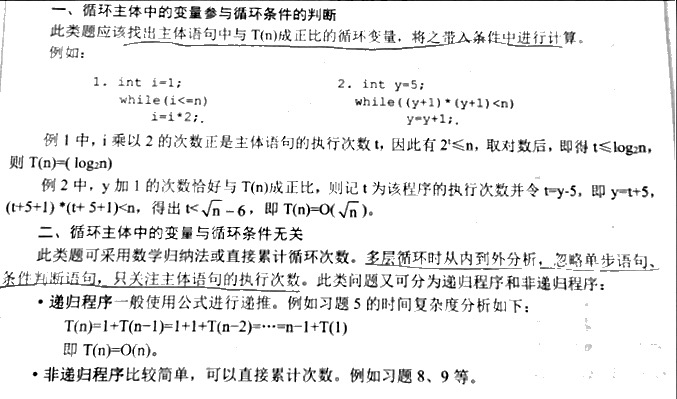 一、循环主体中的变量参与循环条件的判断
此类题应该找出主体语句中与 T(n)成正比的循环变量，将之带入条件中进行计算。
例如：
1. int i=1;
while(i<=n)
i=i*2;.
2. int y=5;
while((y+1)*(y+1)<n)
y=y+1;.
例 1 中，i 乘以 2 的次数正是主体语句的执行次数 t，因此有 2ᵗ≤n，取对数后，即得 t≤log₂n，
则 T(n)=( log₂n)
例 2 中，y 加 1 的次数恰好与 T(n)成正比，则记 t 为该程序的执行次数并令 t=y-5，即 y=t+5，
(t+5+1) *(t+ 5+1)<n，得出 t<√n－6，即 T(n)=O(√n)。
二、循环主体中的变量与循环条件无关
此类题可采用数学归纳法或直接累计循环次数。多层循环时从内到外分析，忽略单步语句、
条件判断语句，只关注主体语句的执行次数。此类问题又可分为递归程序和非递归程序：
•递归程序一般使用公式进行递推。例如习题 5 的时间复杂度分析如下：
T(n)=1+T(n−1)=1+1+T(n−2)=⋯=n−1+T(1)
即 T(n)=O(n)。
•非递归程序比较简单，可以直接累计次数。例如习题 8、9 等。